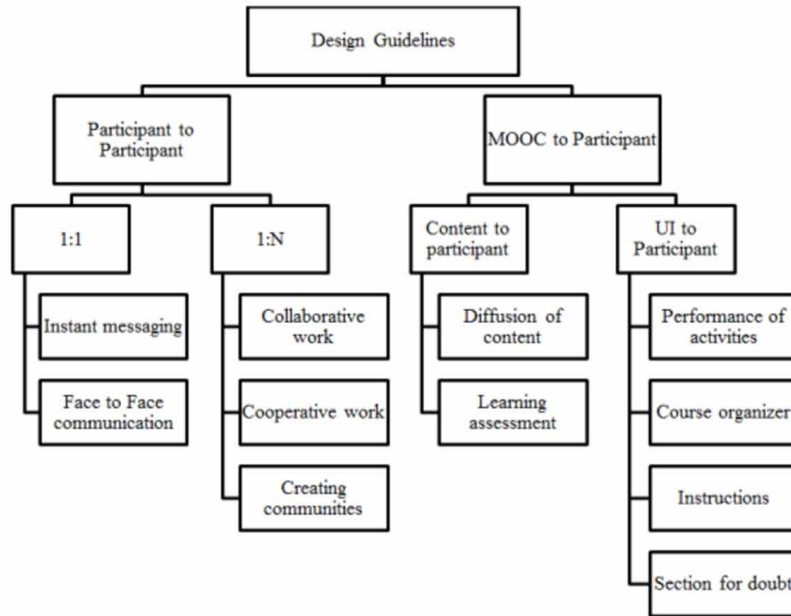 Design Guidelines
Participant to
Participant
MOOC to Participant
1:1
1:N
Content to
participant
UI to
Participant
Instant messaging
Face to Face
communication
Collaborative
work
Cooperative work
Creating
communities
Diffusion of
content
Learning
assessment
Performance of
activities
Course organizer
Instructions
Section for doubt